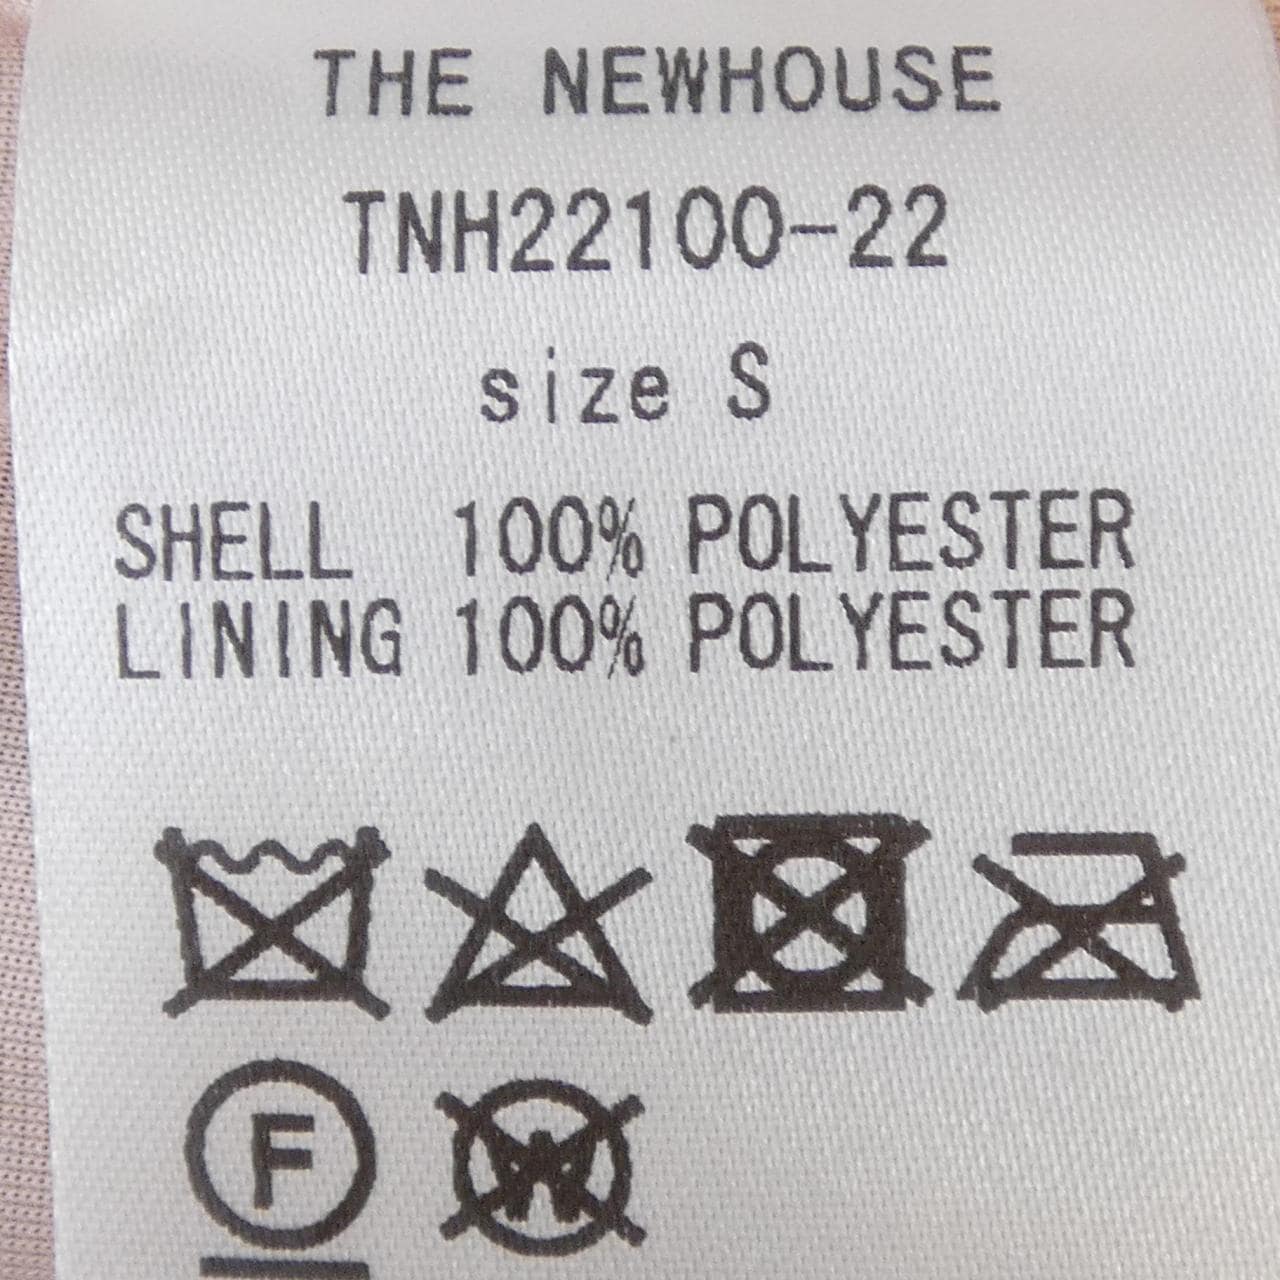 THE NEWHOUSE
TNH22100-22
size S
SHELL 100% POLYESTER
LINING 100% POLYESTER
F
W